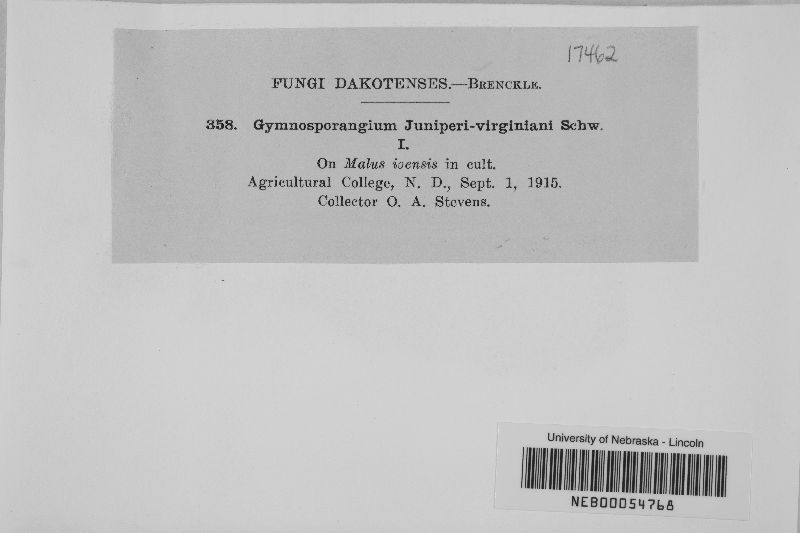 17462
FUNGI DAKOTENSES.—BRENCKLE.
358. Gymnosporangium Juniperi-virginiani Schw.
I.
On Malus ioensis in cult.
Agricultural College, N. D., Sept. 1, 1915.
Collector O. A. Stevens.
University of Nebraska - Lincoln
NEB00054768